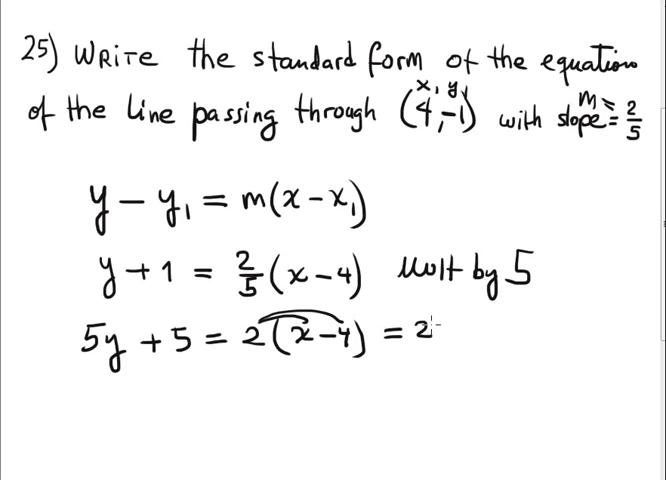 25) Write the standard form of the equation
of the line passing through (4, -1) with slope = 2/5
x₁ y₁ m =
y - y₁ = m(x - x₁)
y + 1 = 2/5 (x - 4) Mult by 5
5y + 5 = 2(x - 4) = 2